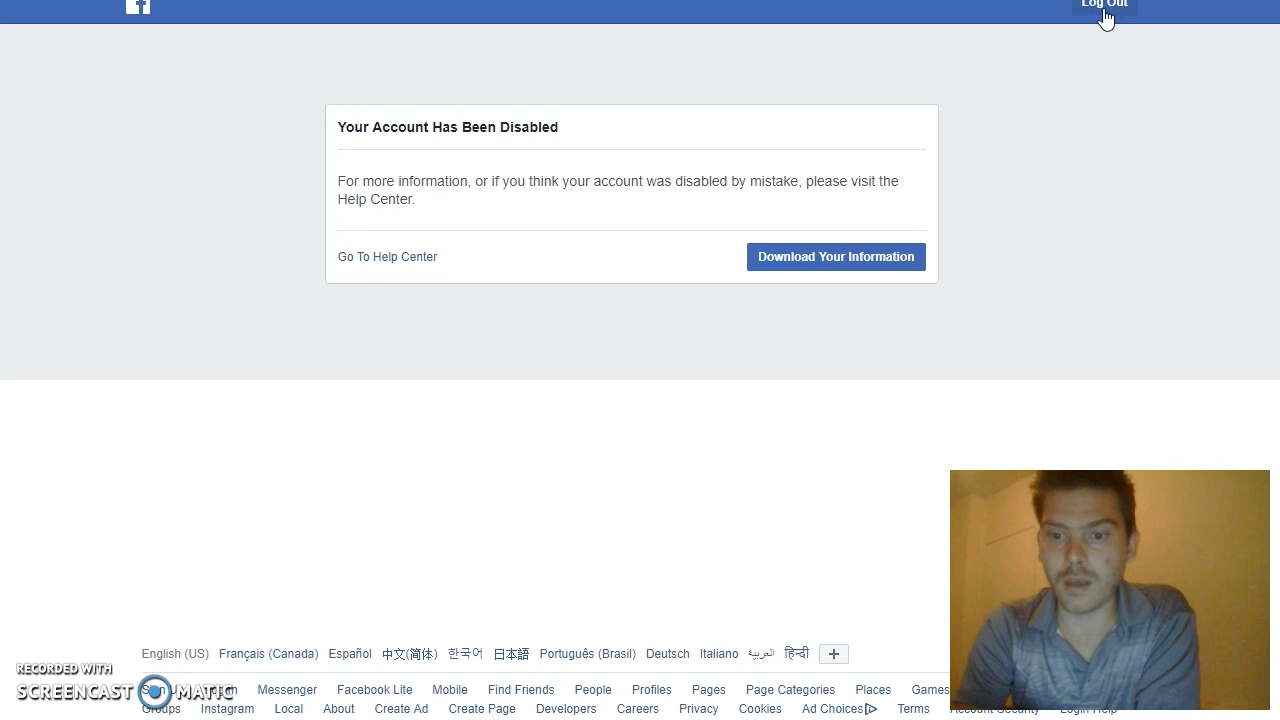 Log Out
Your Account Has Been Disabled
For more information, or if you think your account was disabled by mistake, please visit the
Help Center.
Go To Help Center
Download Your Information
English (US) Français (Canada) Español 中文(简体) 한국어 日本語 Português (Brasil) Deutsch Italiano العربية हिन्दी
Messenger Facebook Lite Mobile Find Friends People Profiles Pages Page Categories Places Games
Groups Instagram Local About Create Ad Create Page Developers Careers Privacy Cookies Ad Choices Terms Account Security Login Help
RECORDED WITH
SCREENCAST MATIC